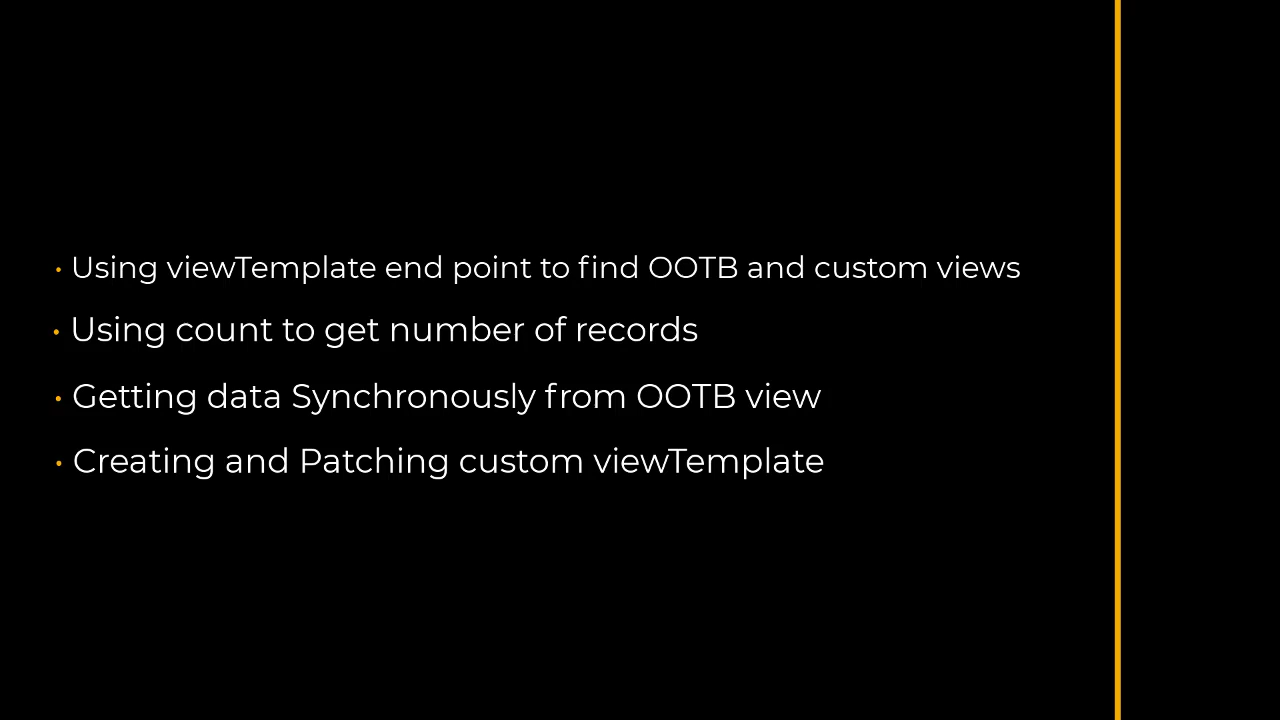 • Using viewTemplate end point to find OOTB and custom views
• Using count to get number of records
• Getting data Synchronously from OOTB view
• Creating and Patching custom viewTemplate